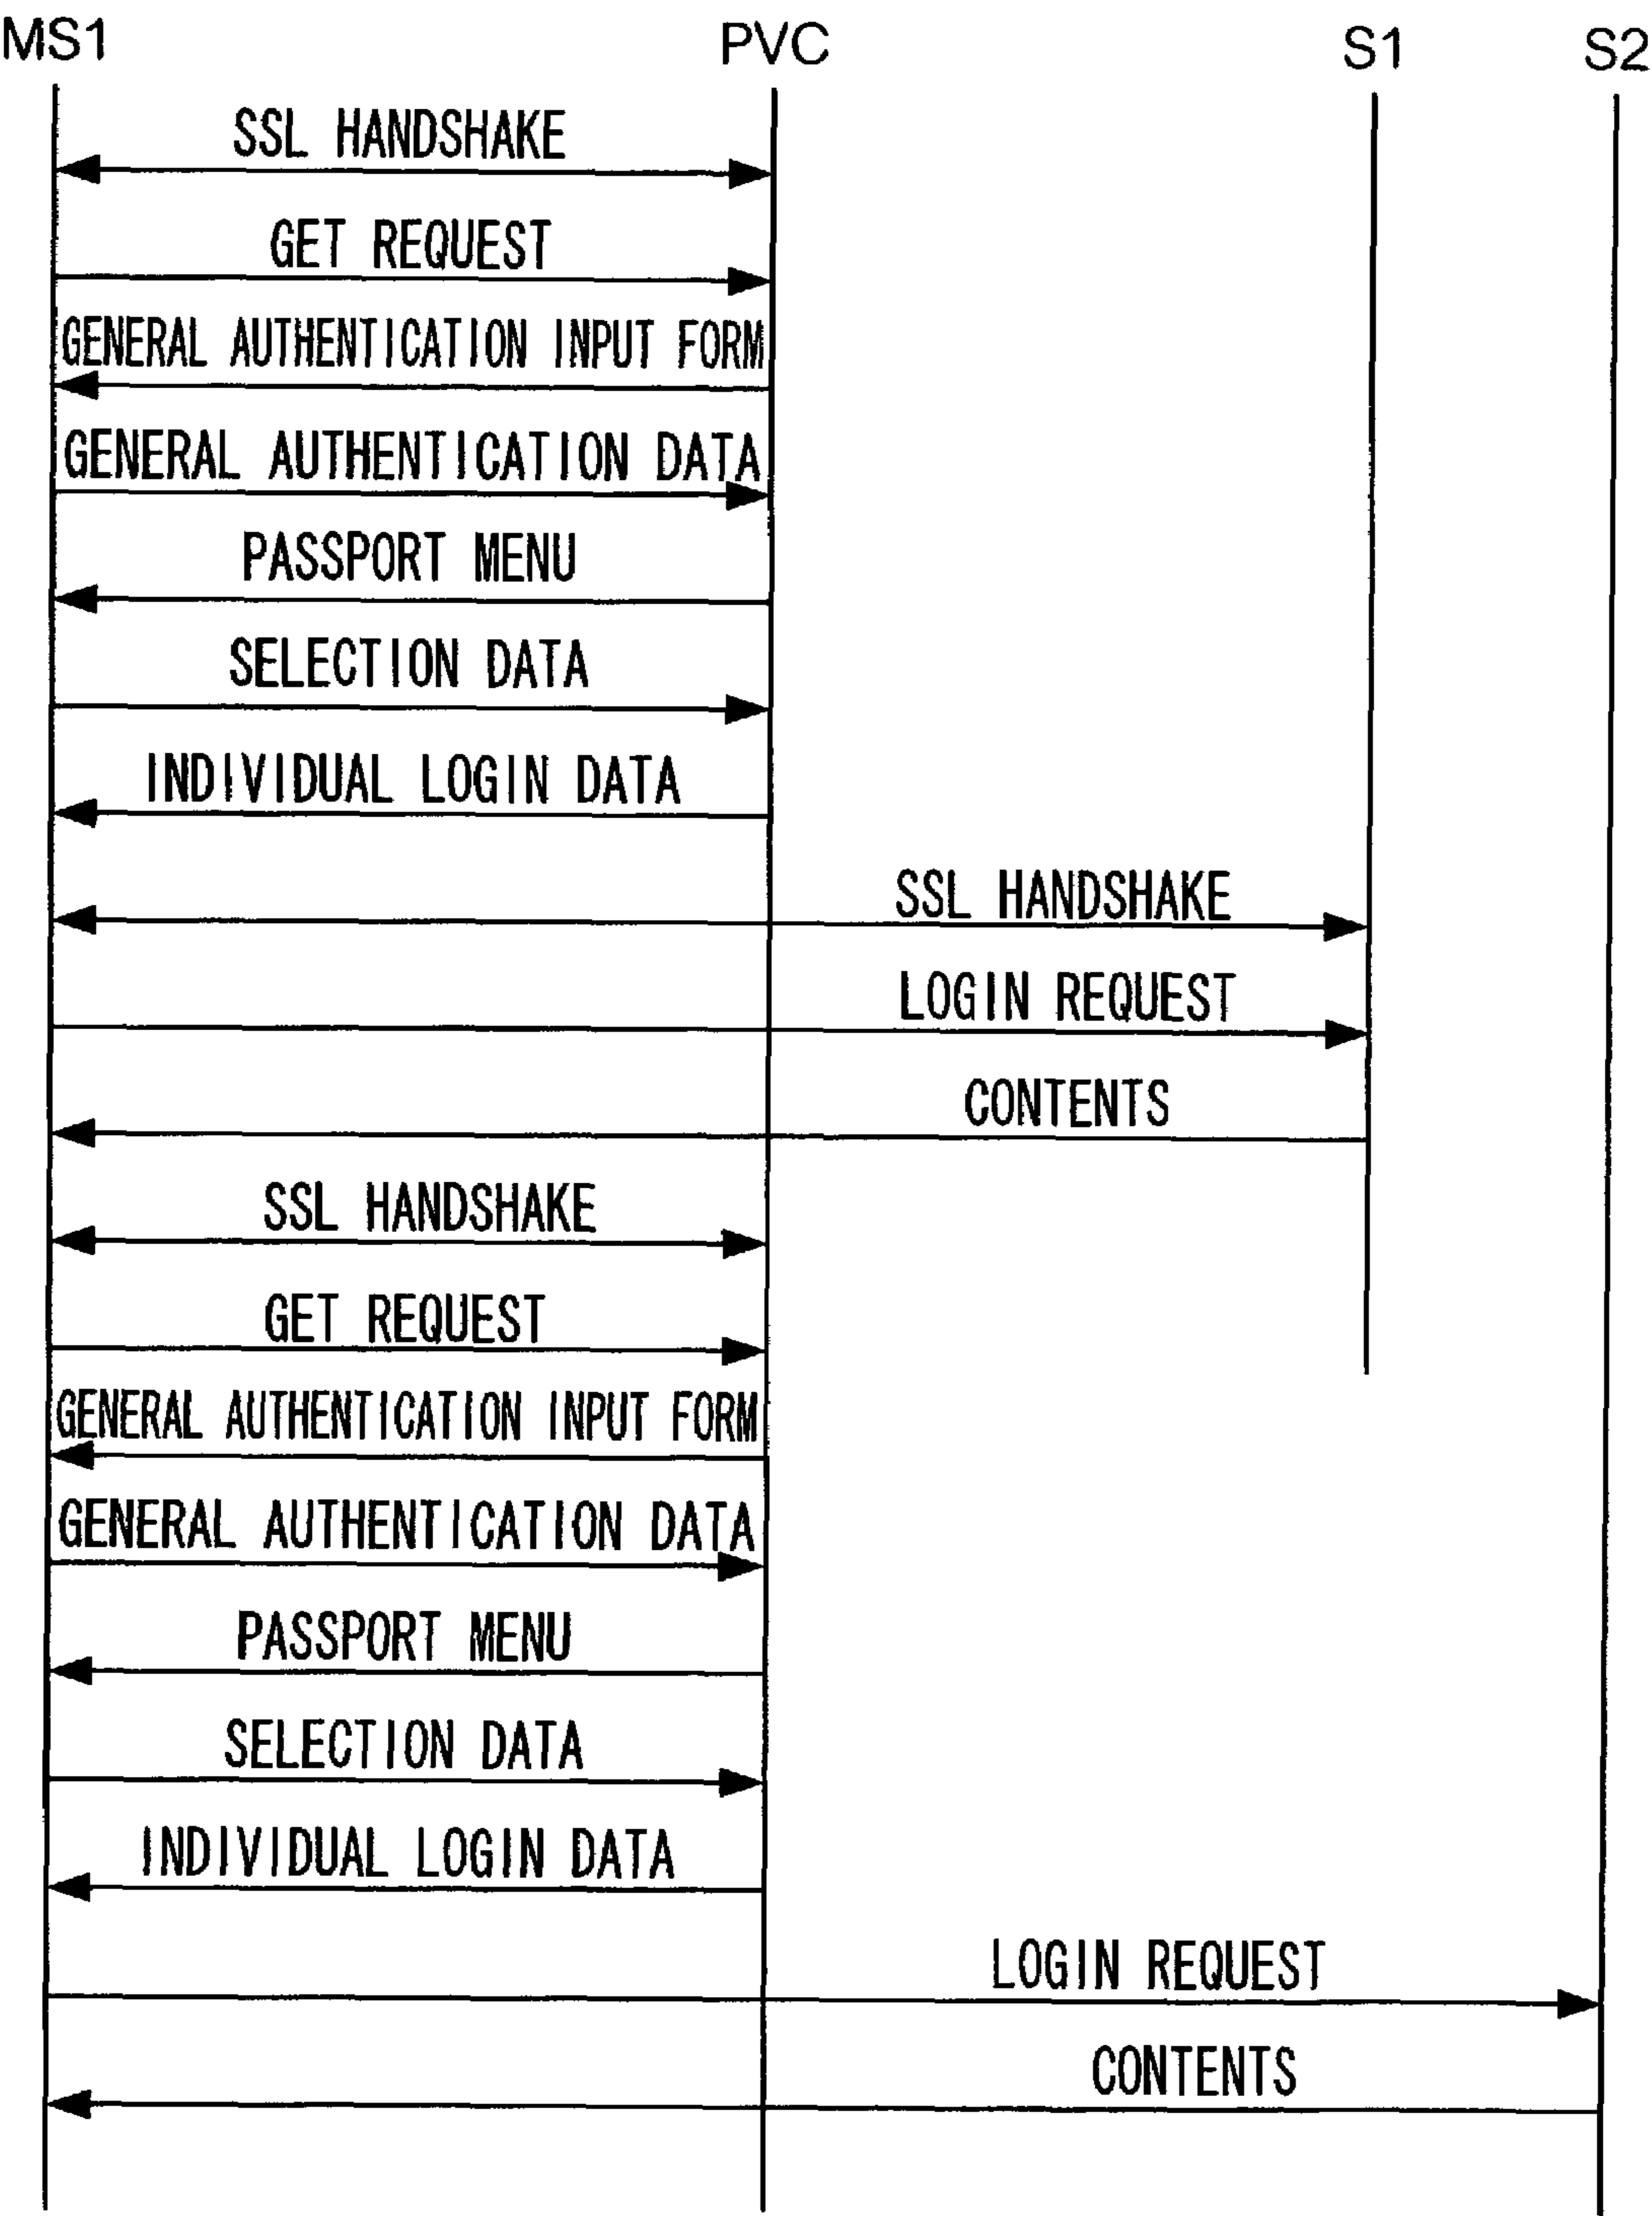 MS1 PVC S1 S2
SSL HANDSHAKE
GET REQUEST
GENERAL AUTHENTICATION INPUT FORM
GENERAL AUTHENTICATION DATA
PASSPORT MENU
SELECTION DATA
INDIVIDUAL LOGIN DATA
SSL HANDSHAKE
LOGIN REQUEST
CONTENTS
SSL HANDSHAKE
GET REQUEST
GENERAL AUTHENTICATION INPUT FORM
GENERAL AUTHENTICATION DATA
PASSPORT MENU
SELECTION DATA
INDIVIDUAL LOGIN DATA
LOGIN REQUEST
CONTENTS